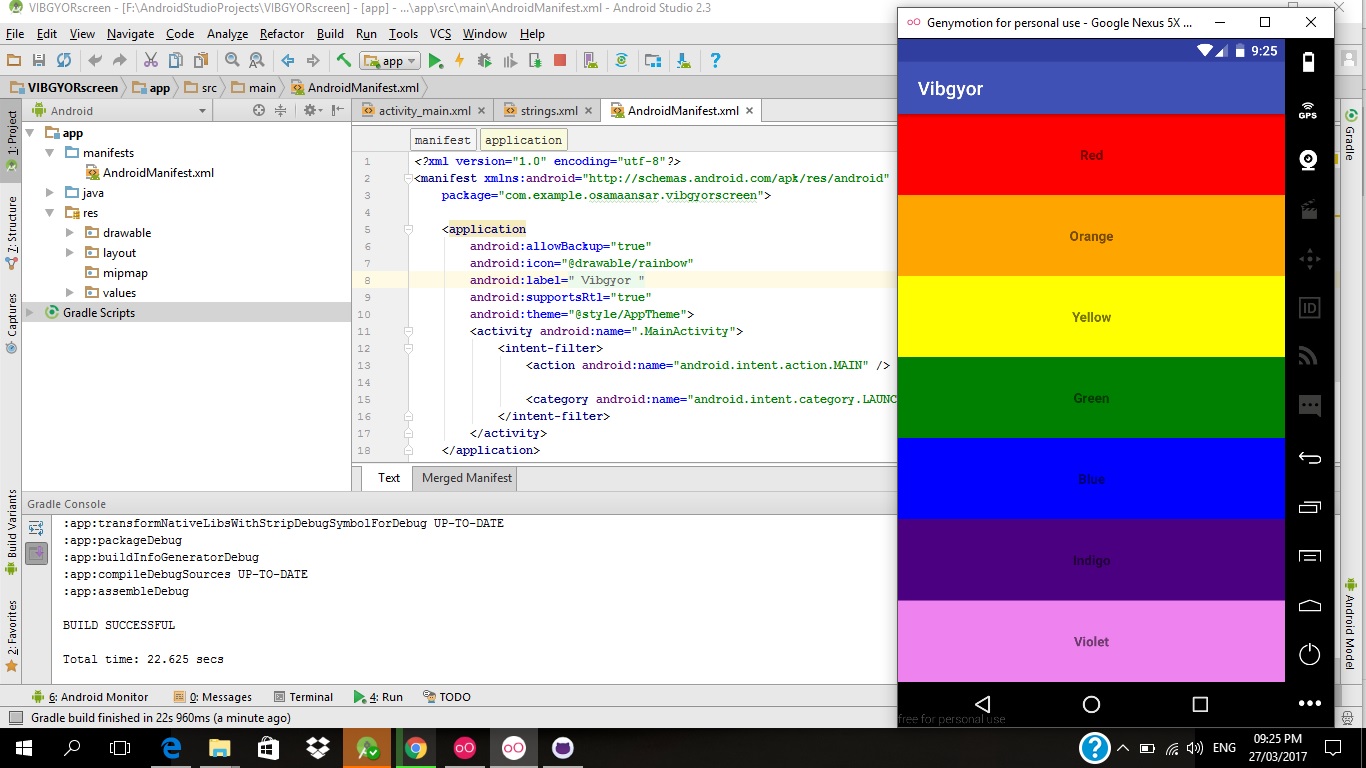 VIBGYORscreen - [F:\AndroidStudioProjects\VIBGYORscreen] - [app] - ...\app\src\main\AndroidManifest.xml - Android Studio 2.3
File Edit View Navigate Code Analyze Refactor Build Run Tools VCS Window Help
app
VIBGYORscreen app src main AndroidManifest.xml
1: Project
7: Structure
Captures
Build Variants
2: Favorites
Android
app
manifests
AndroidManifest.xml
java
res
drawable
layout
mipmap
values
Gradle Scripts
activity_main.xml strings.xml AndroidManifest.xml
manifest application
1 <?xml version="1.0" encoding="utf-8"?>
2 <manifest xmlns:android="http://schemas.android.com/apk/res/android"
3 package="com.example.osamaansar.vibgyorscreen">
4
5 <application
6 android:allowBackup="true"
7 android:icon="@drawable/rainbow"
8 android:label=" Vibgyor "
9 android:supportsRtl="true"
10 android:theme="@style/AppTheme">
11 <activity android:name=".MainActivity">
12 <intent-filter>
13 <action android:name="android.intent.action.MAIN" />
14
15 <category android:name="android.intent.category.LAUNC
16 </intent-filter>
17 </activity>
18 </application>
Text Merged Manifest
Gradle Console
:app:transformNativeLibsWithStripDebugSymbolForDebug UP-TO-DATE
:app:packageDebug
:app:buildInfoGeneratorDebug
:app:compileDebugSources UP-TO-DATE
:app:assembleDebug
BUILD SUCCESSFUL
Total time: 22.625 secs
6: Android Monitor 0: Messages Terminal 4: Run TODO
Gradle build finished in 22s 960ms (a minute ago)
Genymotion for personal use - Google Nexus 5X ...
9:25
Vibgyor
Red
Orange
Yellow
Green
Blue
Indigo
Violet
free for personal use
GPS
ID
Gradle
Android Model
ENG
09:25 PM
27/03/2017